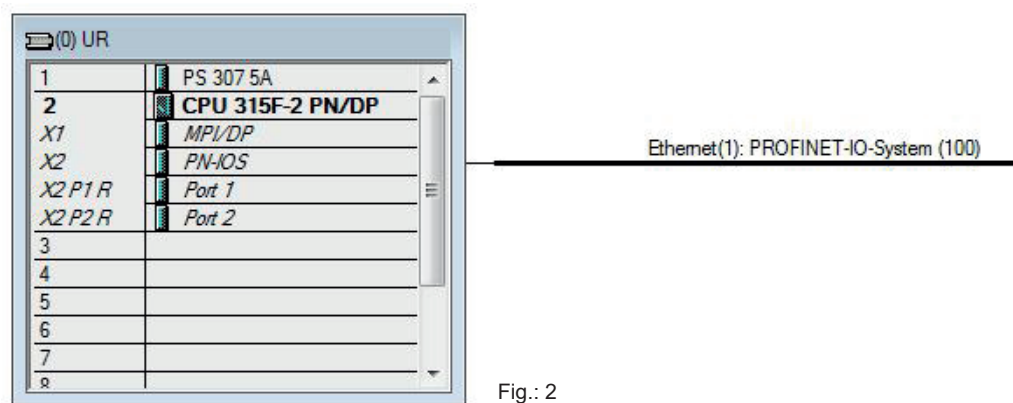 (0) UR
1 PS 307 5A
2 CPU 315F-2 PN/DP
X1 MPI/DP
X2 PN-IOS
X2 P1 R Port 1
X2 P2 R Port 2
3
4
5
6
7
8
Ethernet(1): PROFINET-IO-System (100)
Fig.: 2